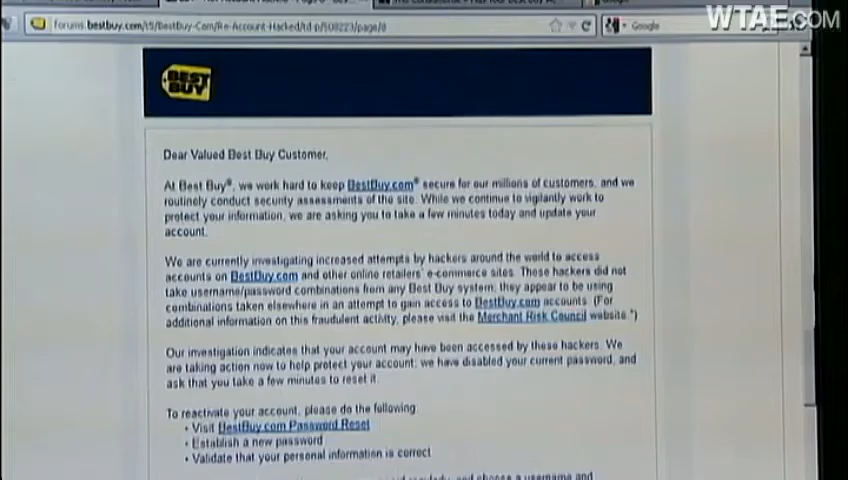 WTAE.COM
forums.bestbuy.com/t5/BestBuy-Com/Re-Account-Hacked/td-p/508223/page/8
Google
BEST
BUY
Dear Valued Best Buy Customer,
At Best Buy®, we work hard to keep BestBuy.com® secure for our millions of customers, and we
routinely conduct security assessments of the site. While we continue to vigilantly work to
protect your information, we are asking you to take a few minutes today and update your
account.
We are currently investigating increased attempts by hackers around the world to access
accounts on BestBuy.com and other online retailers' e-commerce sites. These hackers did not
take username/password combinations from any Best Buy system; they appear to be using
combinations taken elsewhere in an attempt to gain access to BestBuy.com accounts. (For
additional information on this fraudulent activity, please visit the Merchant Risk Council website.*)
Our investigation indicates that your account may have been accessed by these hackers. We
are taking action now to help protect your account: we have disabled your current password, and
ask that you take a few minutes to reset it.
To reactivate your account, please do the following:
• Visit BestBuy.com Password Reset
• Establish a new password
• Validate that your personal information is correct
and choose a username and